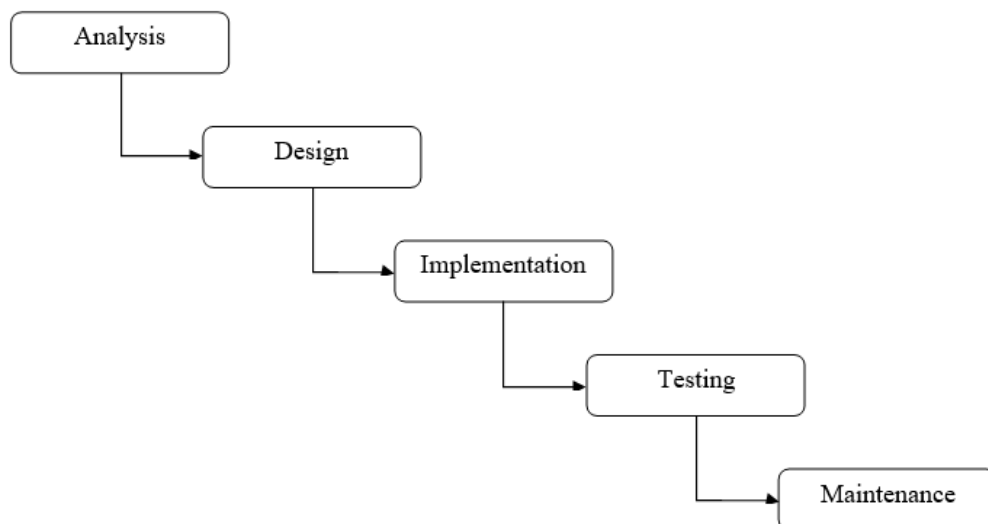 Analysis
Design
Implementation
Testing
Maintenance